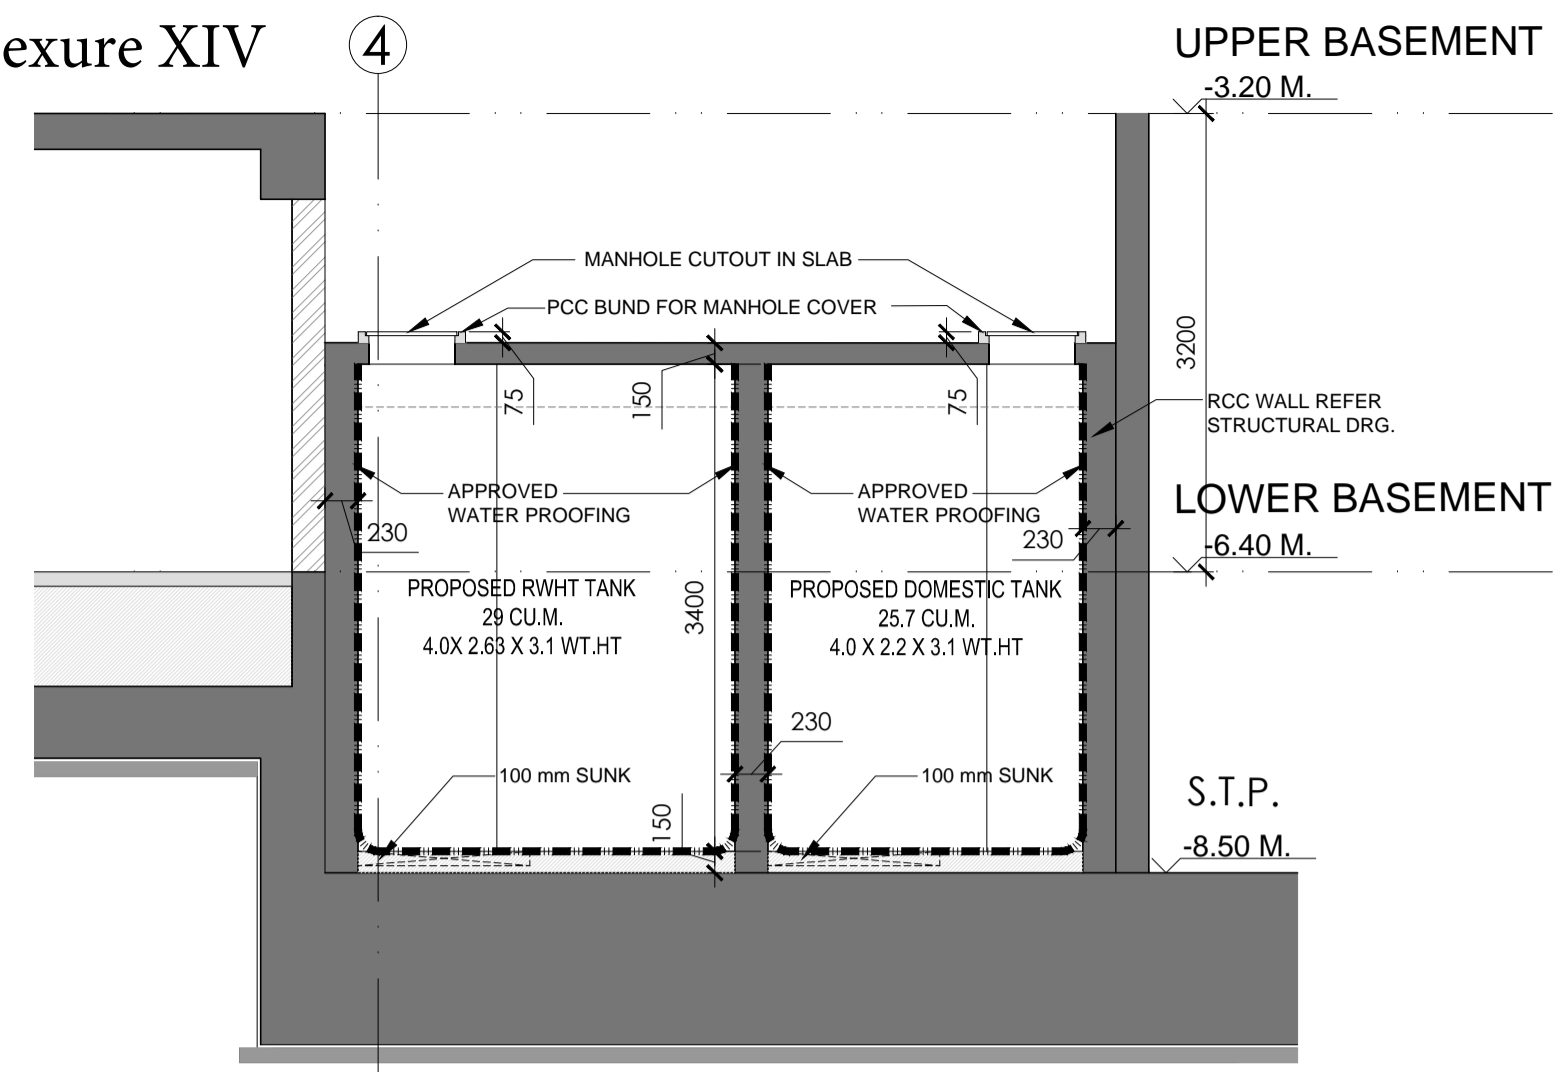 exure XIV
4
UPPER BASEMENT
-3.20 M.
MANHOLE CUTOUT IN SLAB
PCC BUND FOR MANHOLE COVER
3200
75
150
75
RCC WALL REFER
STRUCTURAL DRG.
APPROVED
WATER PROOFING
APPROVED
WATER PROOFING
LOWER BASEMENT
230
230
-6.40 M.
PROPOSED RWHT TANK
29 CU.M.
4.0X 2.63 X 3.1 WT.HT
3400
PROPOSED DOMESTIC TANK
25.7 CU.M.
4.0 X 2.2 X 3.1 WT.HT
230
100 mm SUNK
100 mm SUNK
150
S.T.P.
-8.50 M.